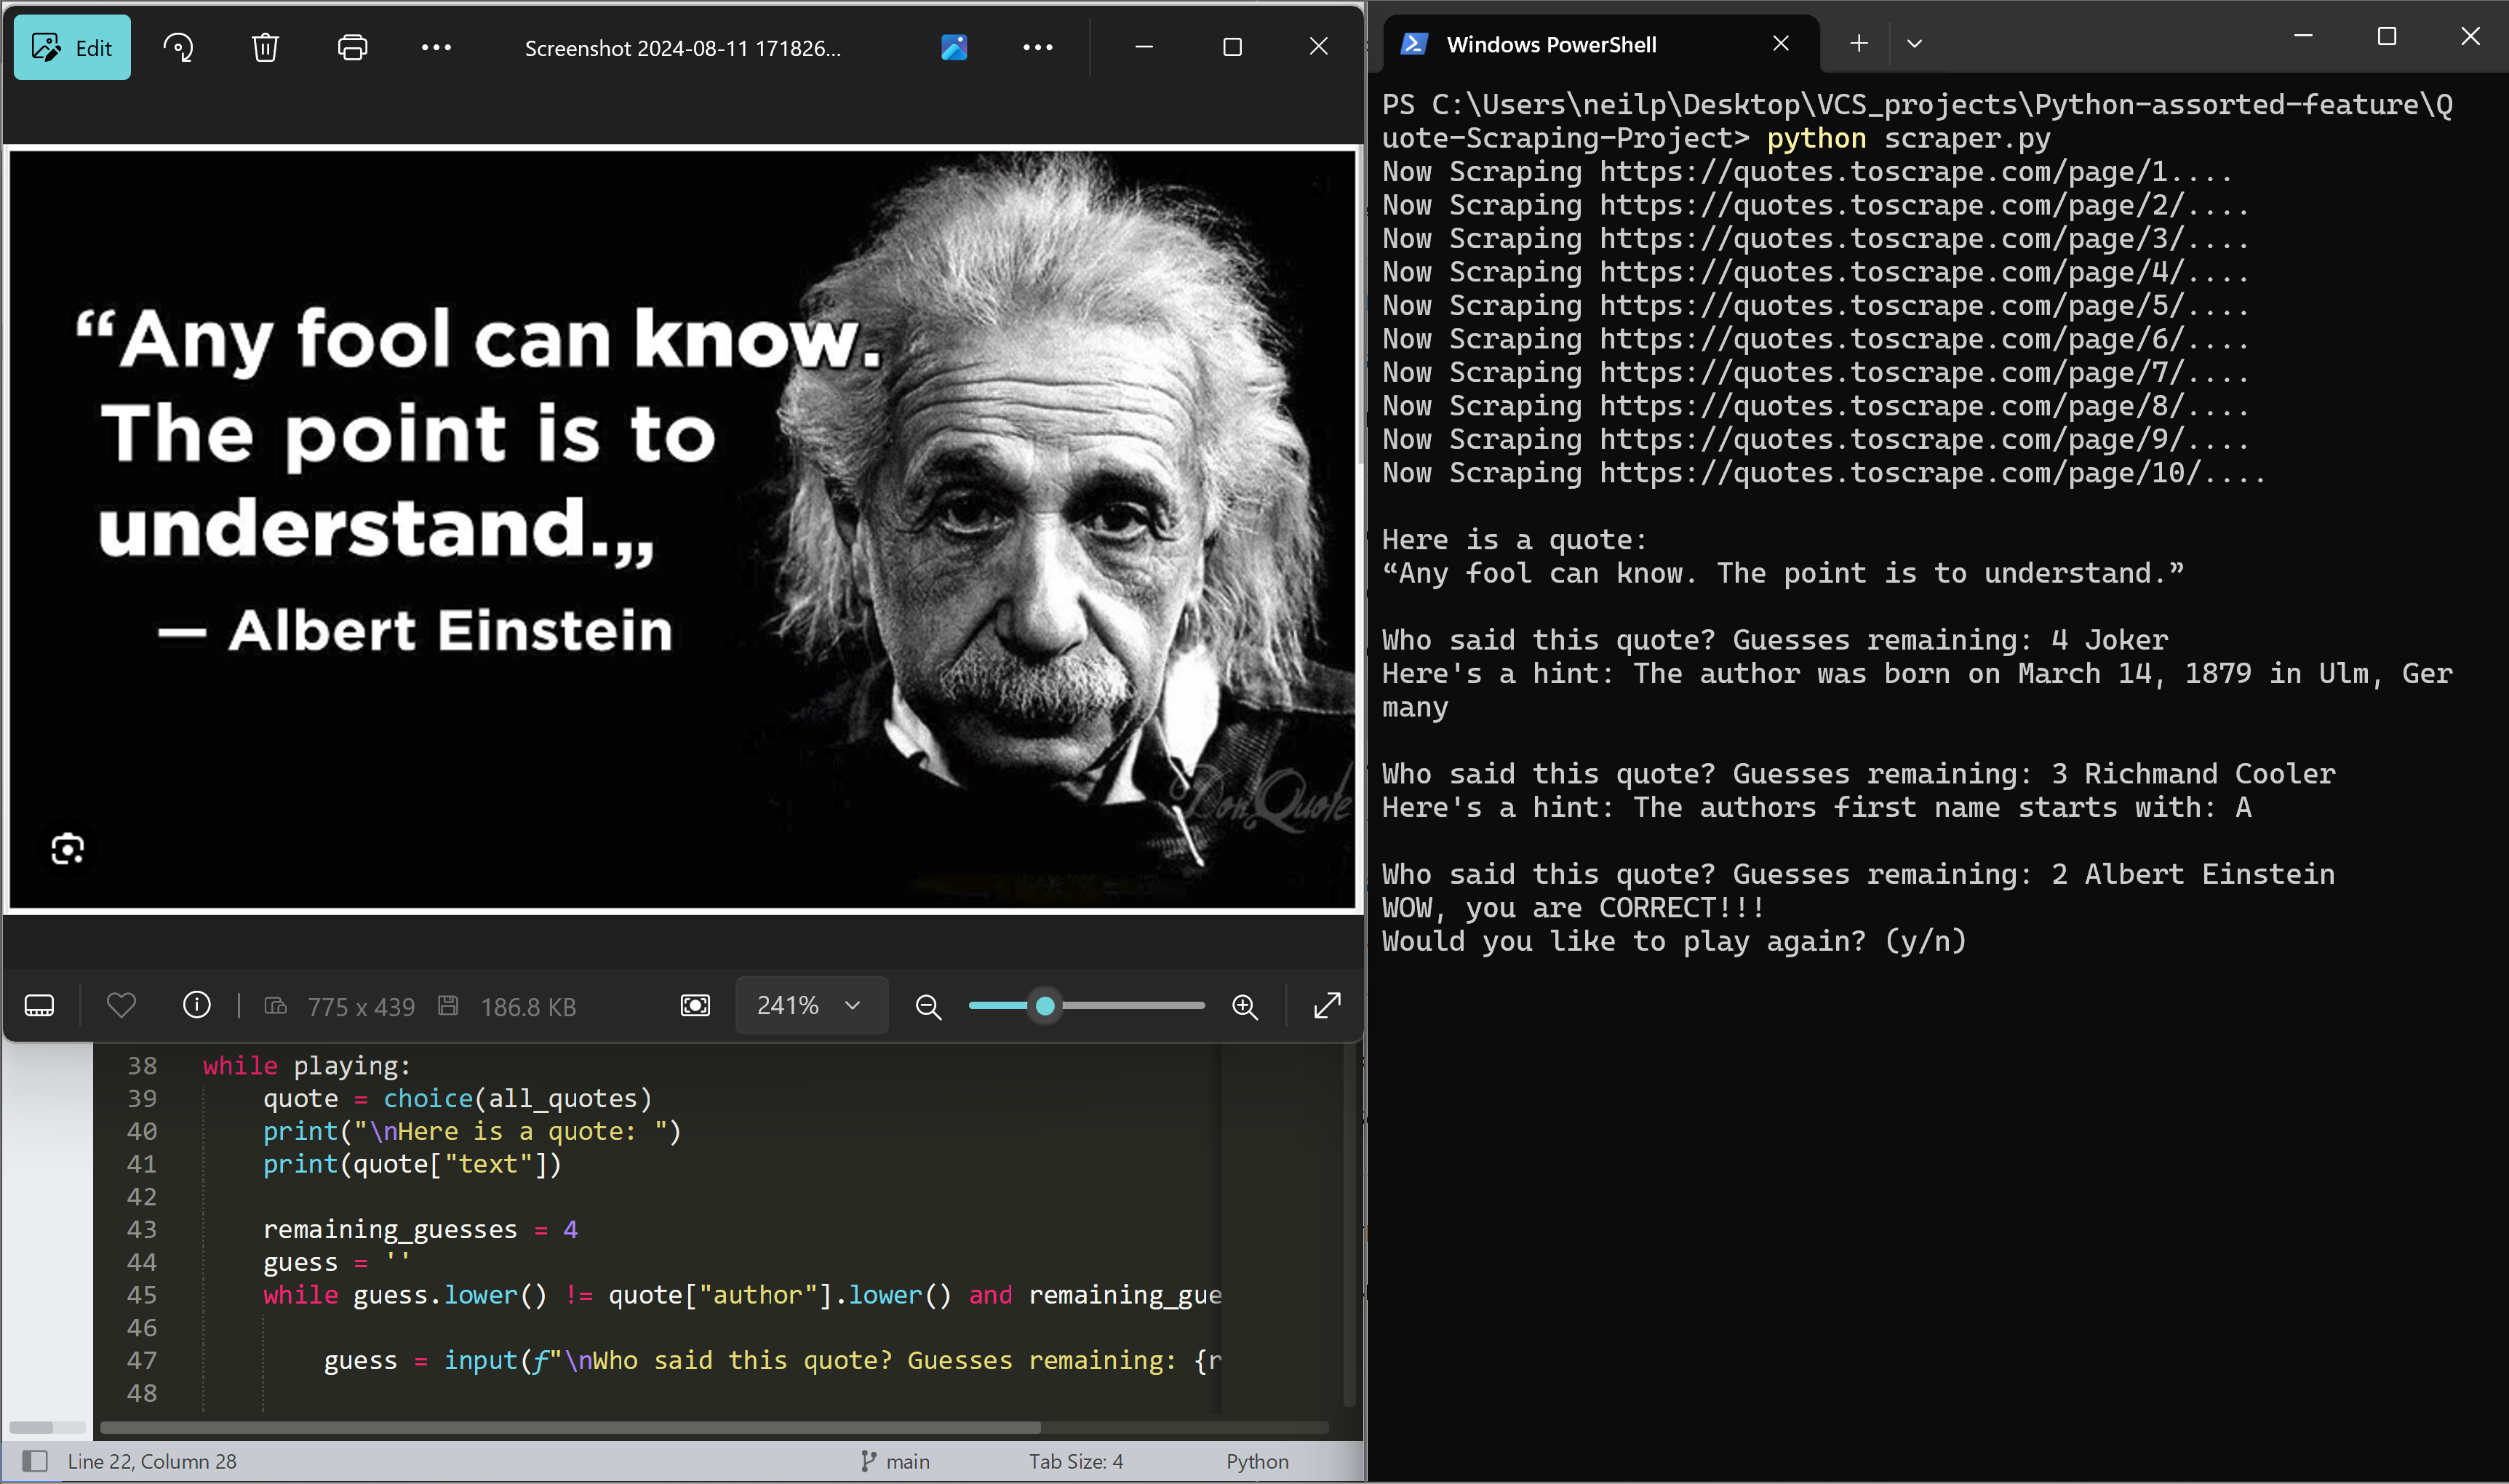 Edit
Screenshot 2024-08-11 171826...
“Any fool can know.
The point is to
understand.„
— Albert Einstein
DonQuote
775 x 439
186.8 KB
241%
38 while playing:
39 quote = choice(all_quotes)
40 print("\nHere is a quote: ")
41 print(quote["text"])
42
43 remaining_guesses = 4
44 guess = ''
45 while guess.lower() != quote["author"].lower() and remaining_gue
46
47 guess = input(f"\nWho said this quote? Guesses remaining: {r
48
Line 22, Column 28
main
Tab Size: 4
Python
Windows PowerShell
PS C:\Users\neilp\Desktop\VCS_projects\Python-assorted-feature\Q
uote-Scraping-Project> python scraper.py
Now Scraping https://quotes.toscrape.com/page/1....
Now Scraping https://quotes.toscrape.com/page/2/....
Now Scraping https://quotes.toscrape.com/page/3/....
Now Scraping https://quotes.toscrape.com/page/4/....
Now Scraping https://quotes.toscrape.com/page/5/....
Now Scraping https://quotes.toscrape.com/page/6/....
Now Scraping https://quotes.toscrape.com/page/7/....
Now Scraping https://quotes.toscrape.com/page/8/....
Now Scraping https://quotes.toscrape.com/page/9/....
Now Scraping https://quotes.toscrape.com/page/10/....
Here is a quote:
“Any fool can know. The point is to understand.”
Who said this quote? Guesses remaining: 4 Joker
Here's a hint: The author was born on March 14, 1879 in Ulm, Ger
many
Who said this quote? Guesses remaining: 3 Richmand Cooler
Here's a hint: The authors first name starts with: A
Who said this quote? Guesses remaining: 2 Albert Einstein
WOW, you are CORRECT!!!
Would you like to play again? (y/n)